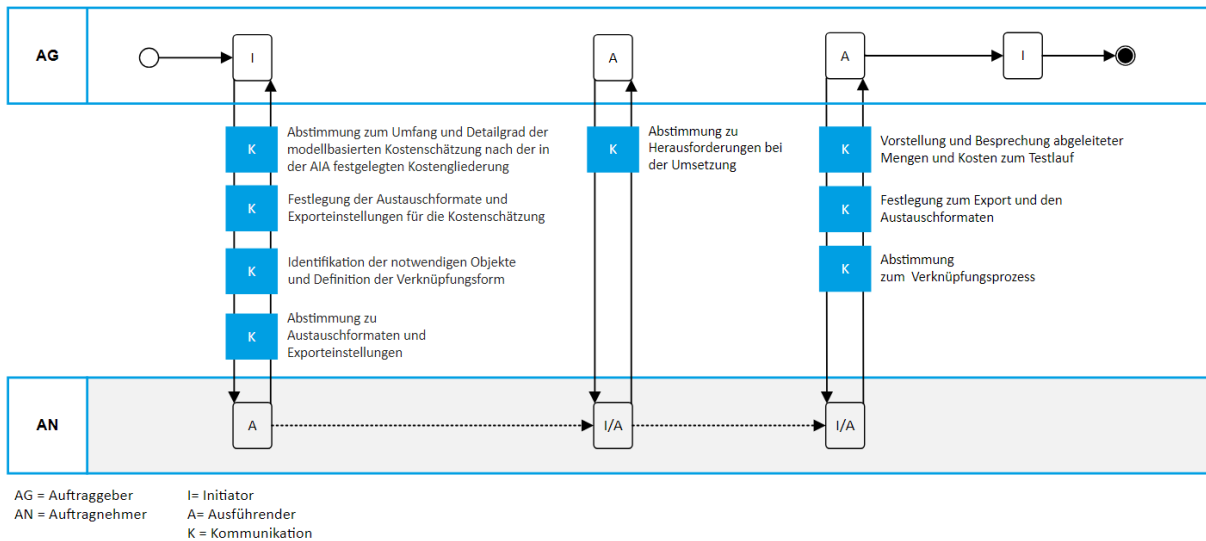 AG
I
A
A
I
K
Abstimmung zum Umfang und Detailgrad der
modellbasierten Kostenschätzung nach der in
der AIA festgelegten Kostengliederung
K
Festlegung der Austauschformate und
Exporteinstellungen für die Kostenschätzung
K
Identifikation der notwendigen Objekte
und Definition der Verknüpfungsform
K
Abstimmung zu
Austauschformaten und
Exporteinstellungen
K
Abstimmung zu
Herausforderungen bei
der Umsetzung
K
Vorstellung und Besprechung abgeleiteter
Mengen und Kosten zum Testlauf
K
Festlegung zum Export und den
Austauschformaten
K
Abstimmung
zum Verknüpfungsprozess
AN
A
I/A
I/A
AG = Auftraggeber
AN = Auftragnehmer
I= Initiator
A= Ausführender
K = Kommunikation